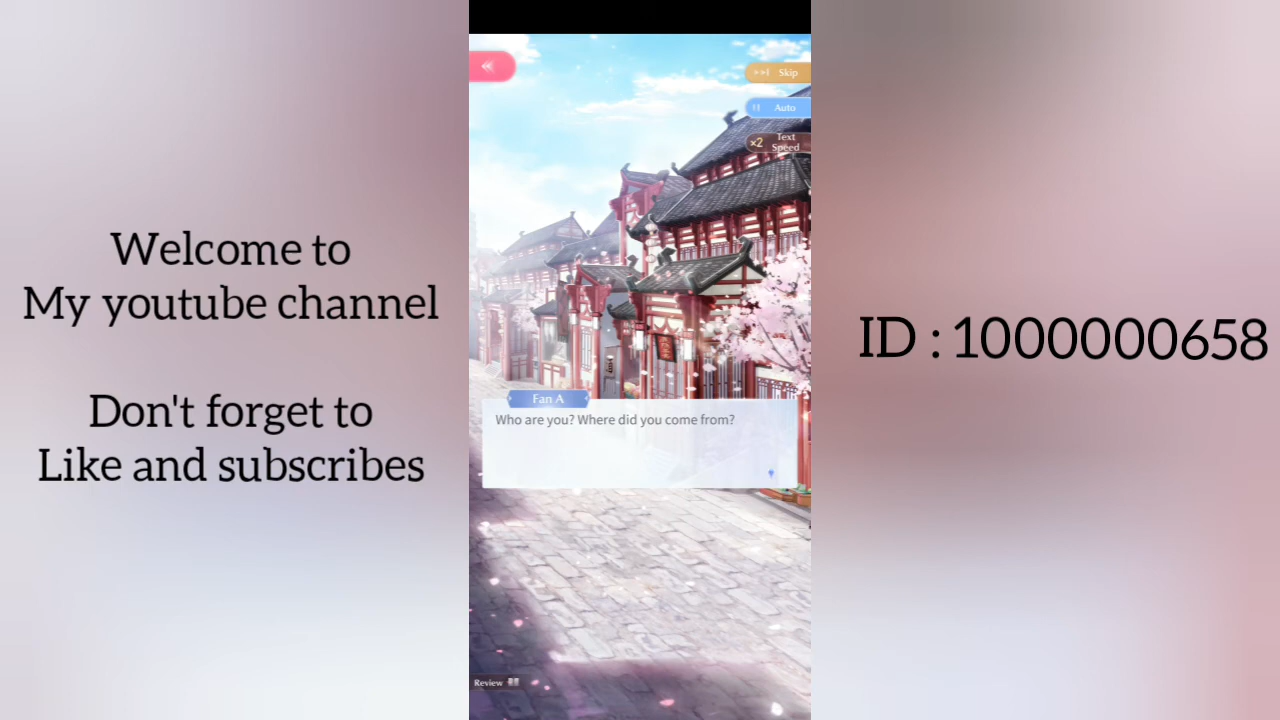 Welcome to
My youtube channel
Don't forget to
Like and subscribes
Skip
Auto
×2 Text
Speed
Fan A
Who are you? Where did you come from?
Review
ID : 1000000658